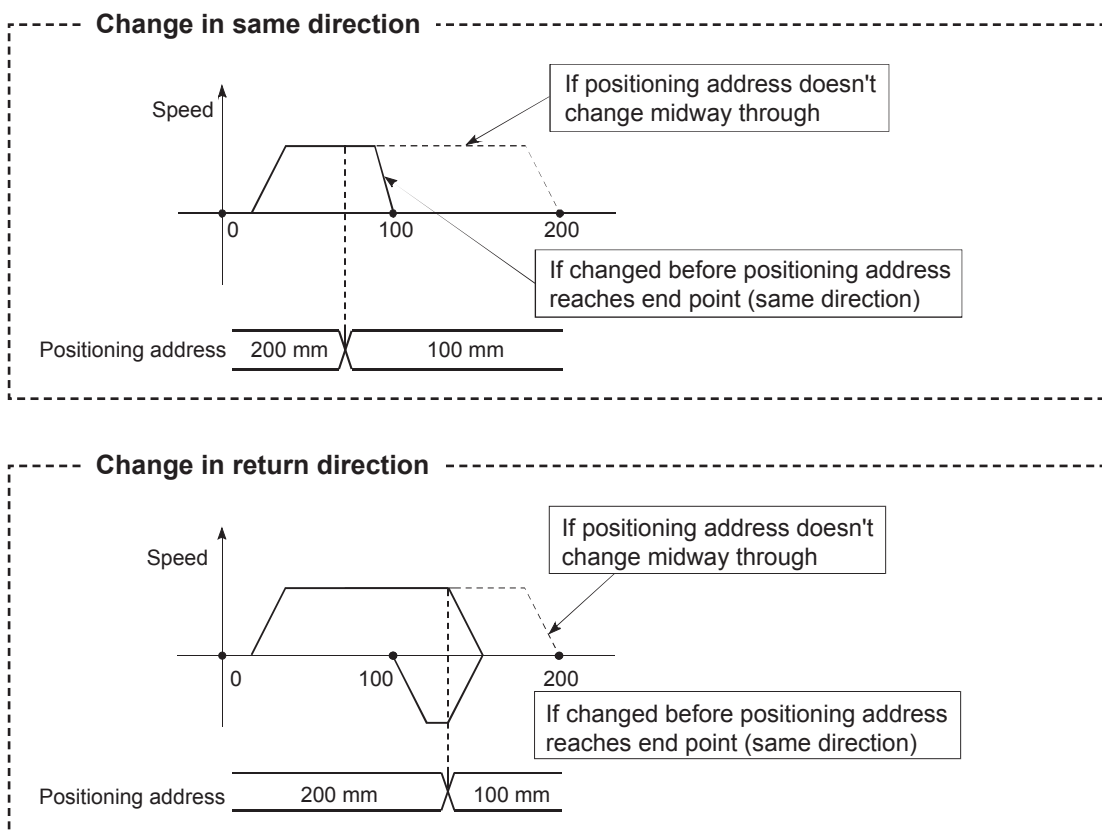 Change in same direction
If positioning address doesn't
change midway through
Speed
0
100
200
If changed before positioning address
reaches end point (same direction)
Positioning address
200 mm
100 mm
Change in return direction
If positioning address doesn't
change midway through
Speed
0
100
200
If changed before positioning address
reaches end point (same direction)
Positioning address
200 mm
100 mm